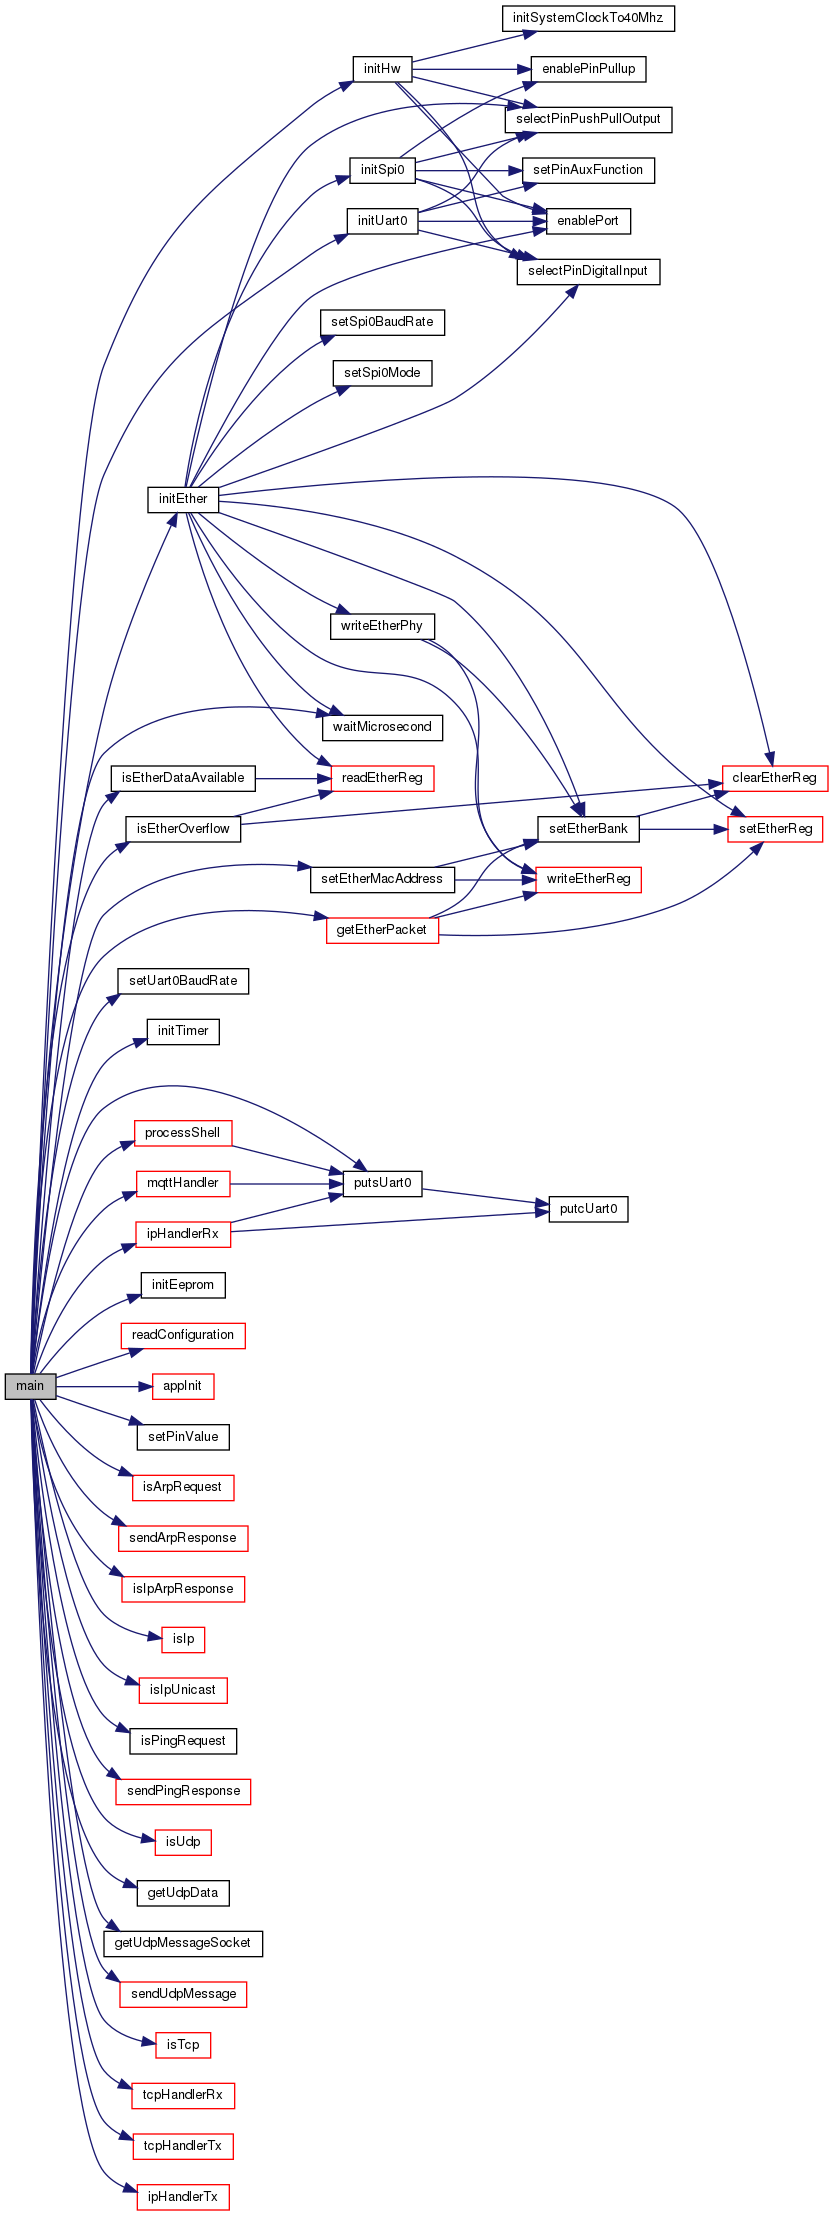 initSystemClockTo40Mhz
initHw
enablePinPullup
selectPinPushPullOutput
initSpi0
setPinAuxFunction
initUart0
enablePort
selectPinDigitalInput
setSpi0BaudRate
setSpi0Mode
initEther
writeEtherPhy
waitMicrosecond
isEtherDataAvailable
readEtherReg
clearEtherReg
isEtherOverflow
setEtherBank
setEtherReg
setEtherMacAddress
writeEtherReg
getEtherPacket
setUart0BaudRate
initTimer
processShell
mqttHandler
putsUart0
putcUart0
ipHandlerRx
initEeprom
readConfiguration
main
appInit
setPinValue
isArpRequest
sendArpResponse
isIpArpResponse
isIp
isIpUnicast
isPingRequest
sendPingResponse
isUdp
getUdpData
getUdpMessageSocket
sendUdpMessage
isTcp
tcpHandlerRx
tcpHandlerTx
ipHandlerTx